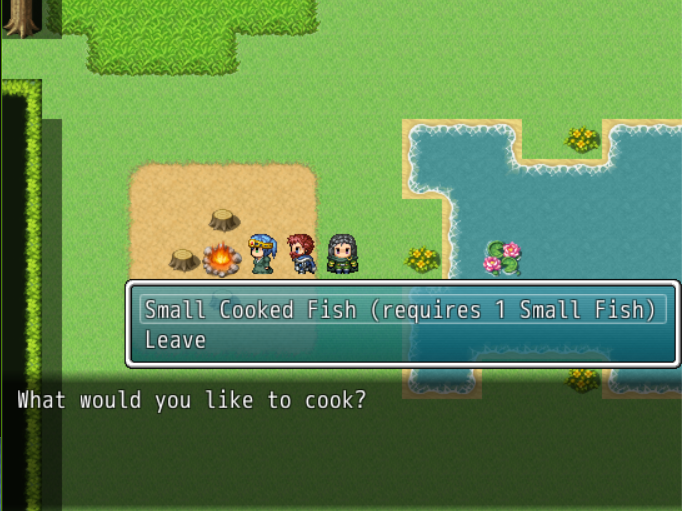 Small Cooked Fish (requires 1 Small Fish)
Leave
What would you like to cook?